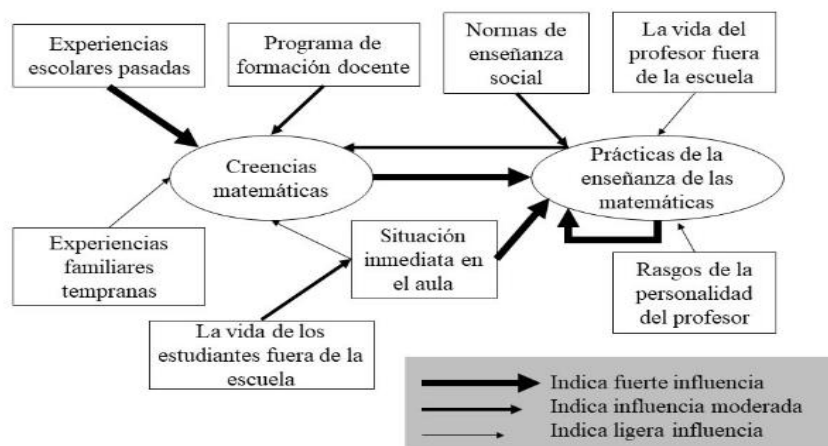 Experiencias
escolares pasadas
Programa de
formación docente
Normas de
enseñanza
social
La vida del
profesor fuera
de la escuela
Creencias
matemáticas
Prácticas de la
enseñanza de las
matemáticas
Experiencias
familiares
tempranas
Situación
inmediata en
el aula
Rasgos de la
personalidad
del profesor
La vida de los
estudiantes fuera de la
escuela
Indica fuerte influencia
Indica influencia moderada
Indica ligera influencia